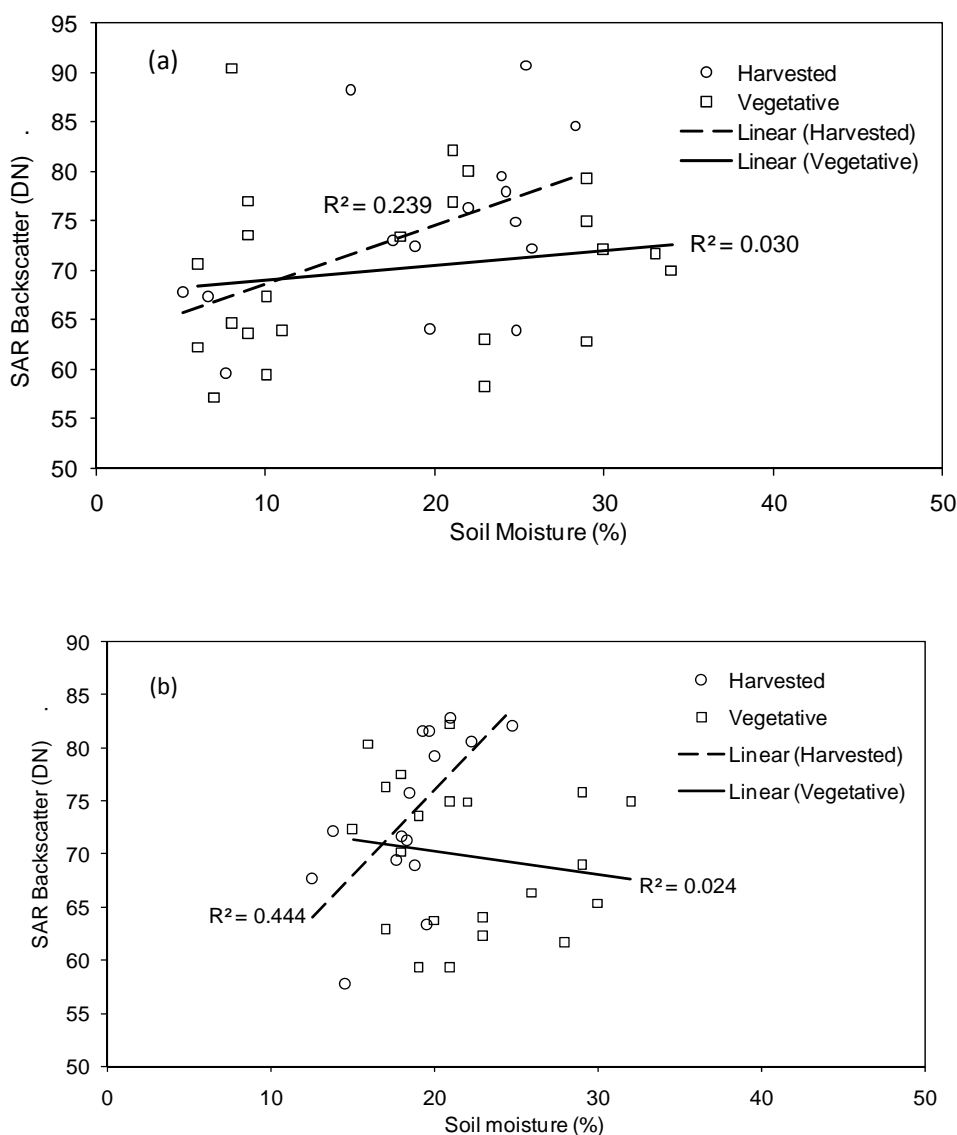 95
(a)
90
Harvested
Vegetative
85
Linear (Harvested)
80
Linear (Vegetative)
SAR Backscatter (DN)
.
75
R² = 0.239
R² = 0.030
70
65
60
55
50
0 10 20 30 40 50
Soil Moisture (%)
90
(b)
Harvested
85
Vegetative
80
Linear (Harvested)
Linear (Vegetative)
SAR Backscatter (DN)
.
75
70
R² = 0.024
65
R² = 0.444
60
55
50
0 10 20 30 40 50
Soil moisture (%)